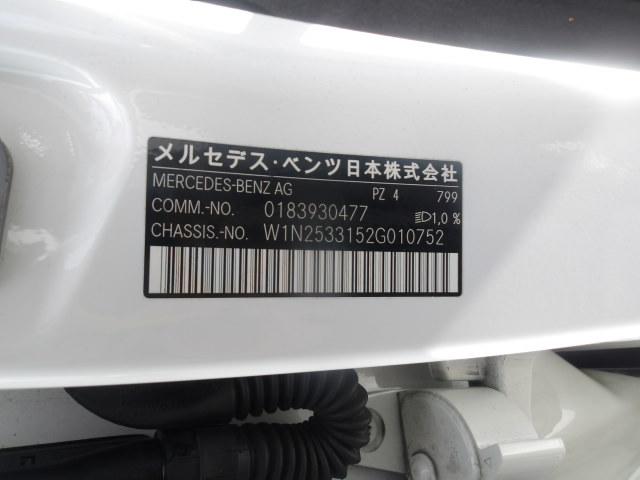 メルセデス・ベンツ日本株式会社
MERCEDES-BENZ AG PZ 4 799
COMM.-NO. 0183930477 1,0 %
CHASSIS.-NO. W1N2533152G010752